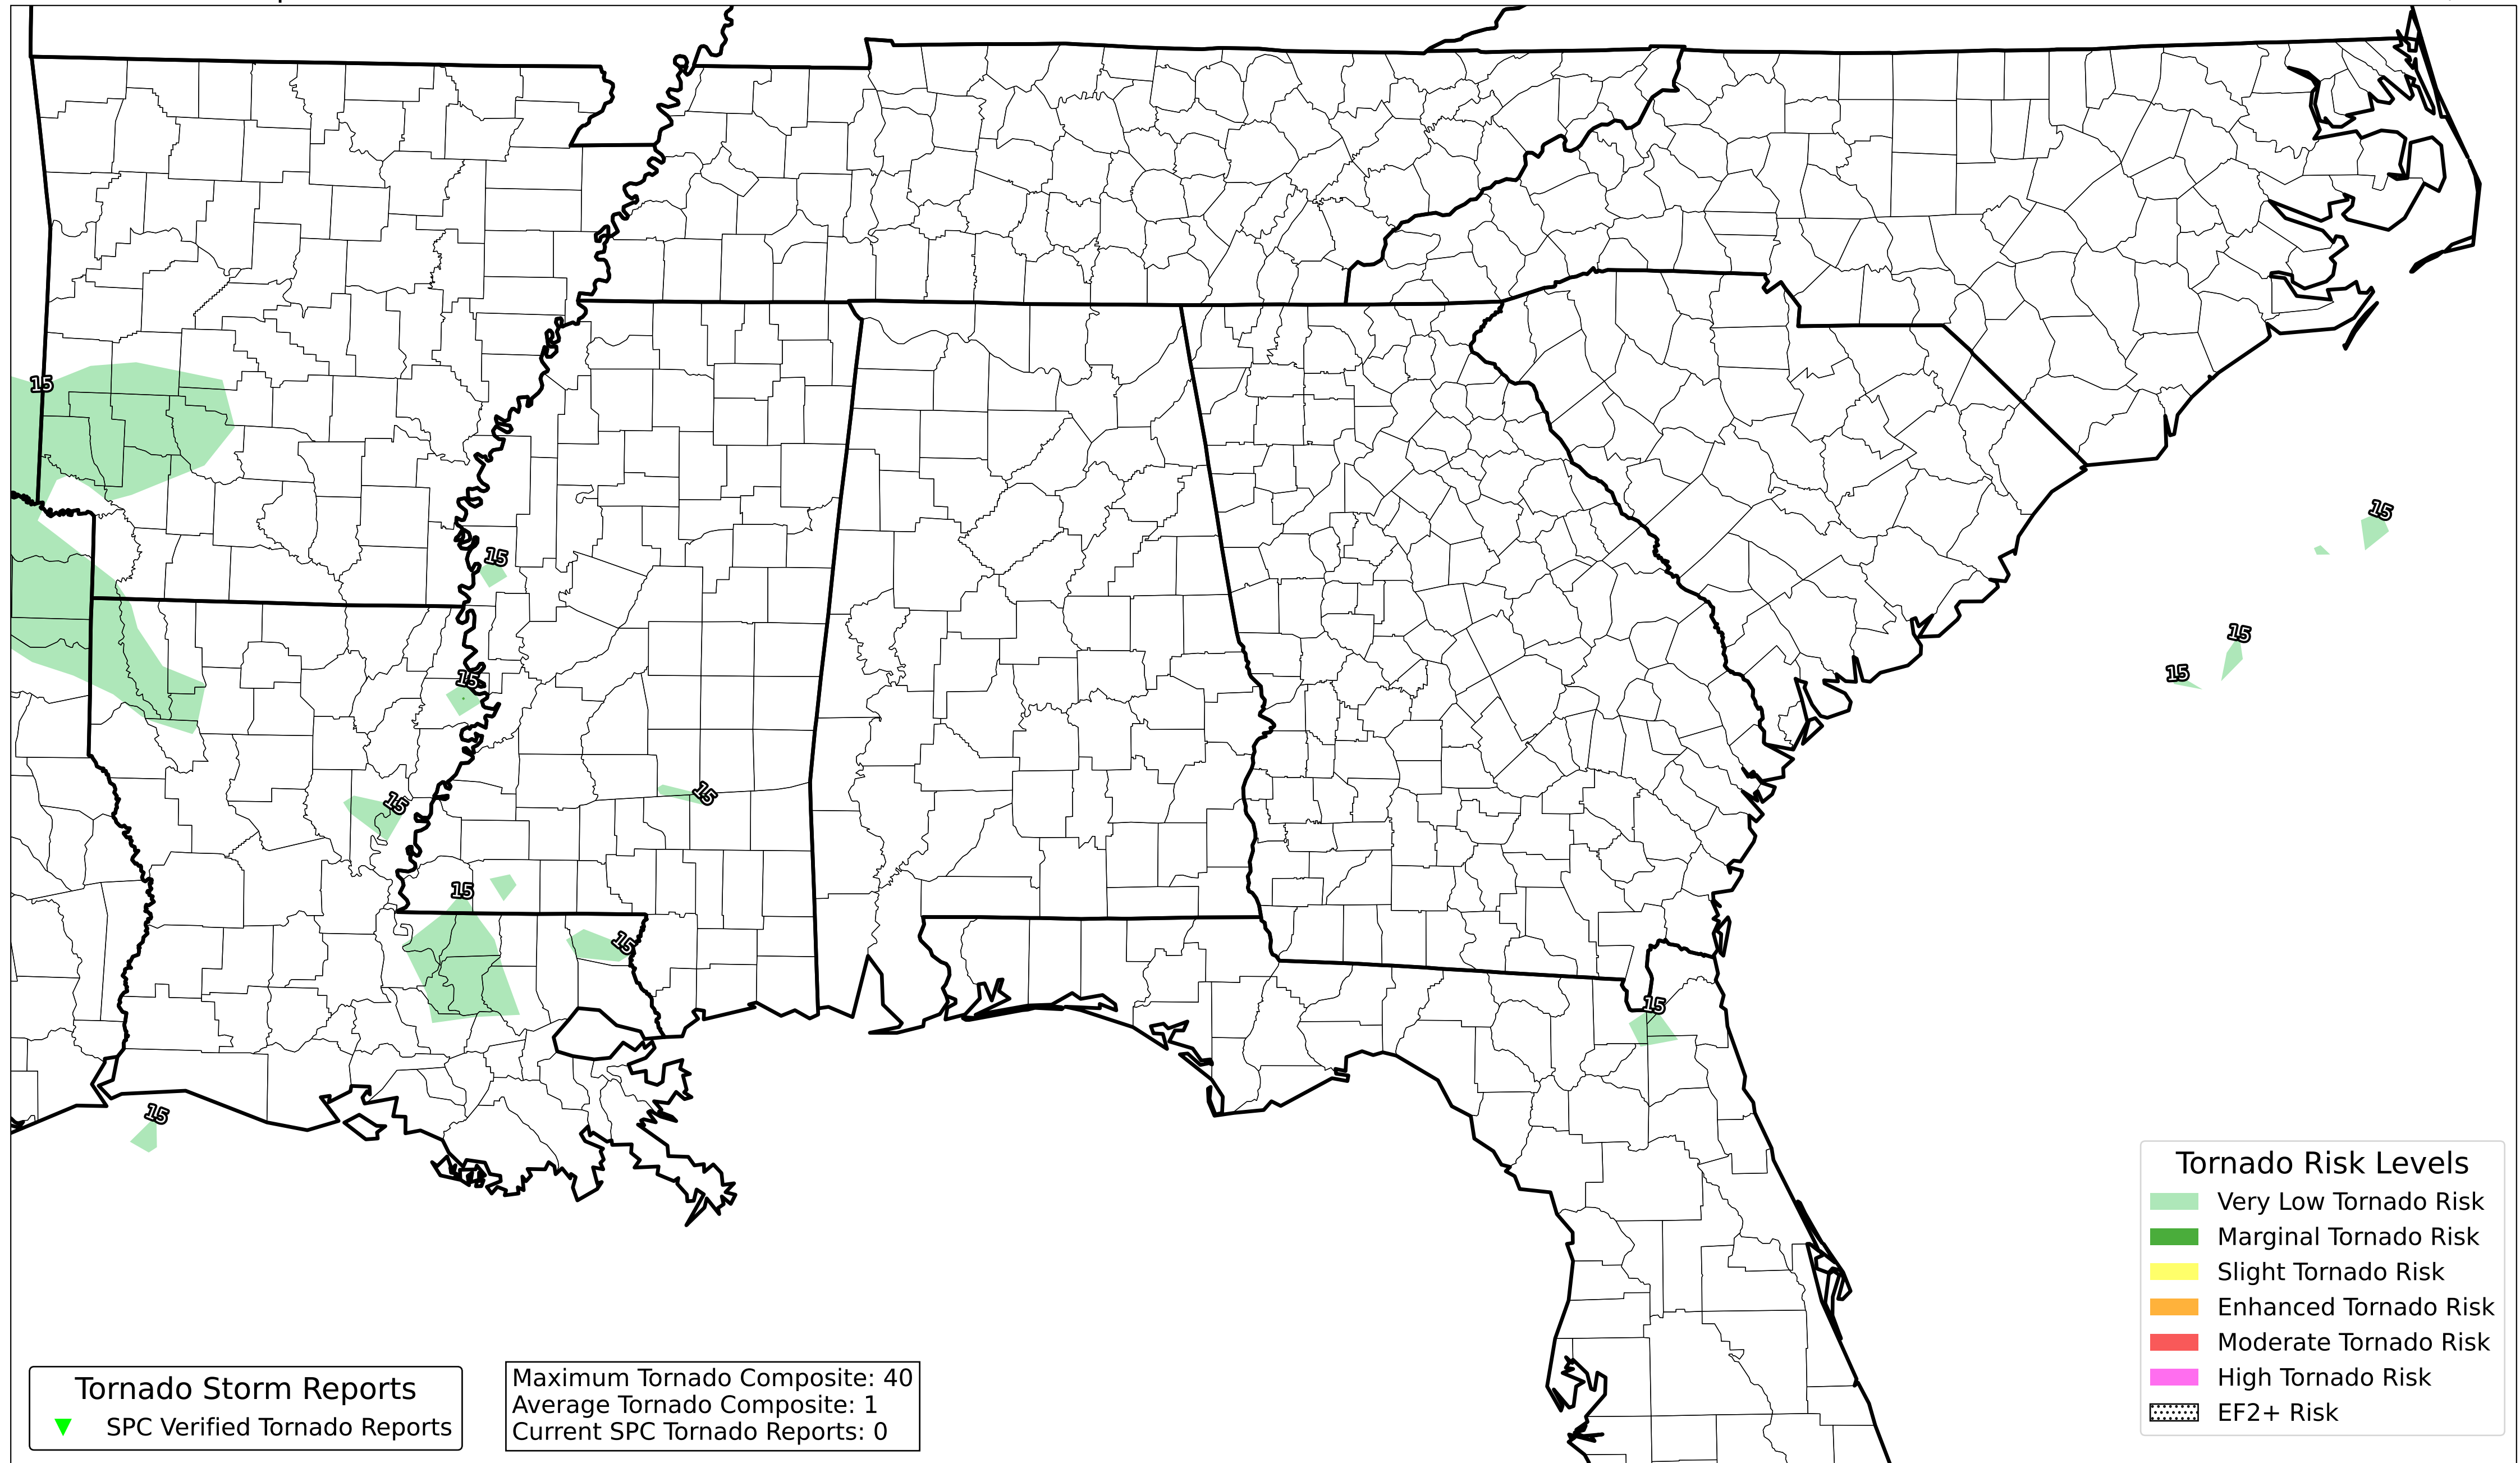 15
15
15
15
15
15
15
15
15
15
15
15
Tornado Risk Levels
Very Low Tornado Risk
Marginal Tornado Risk
Slight Tornado Risk
Enhanced Tornado Risk
Moderate Tornado Risk
High Tornado Risk
EF2+ Risk
Tornado Storm Reports
SPC Verified Tornado Reports
Maximum Tornado Composite: 40
Average Tornado Composite: 1
Current SPC Tornado Reports: 0